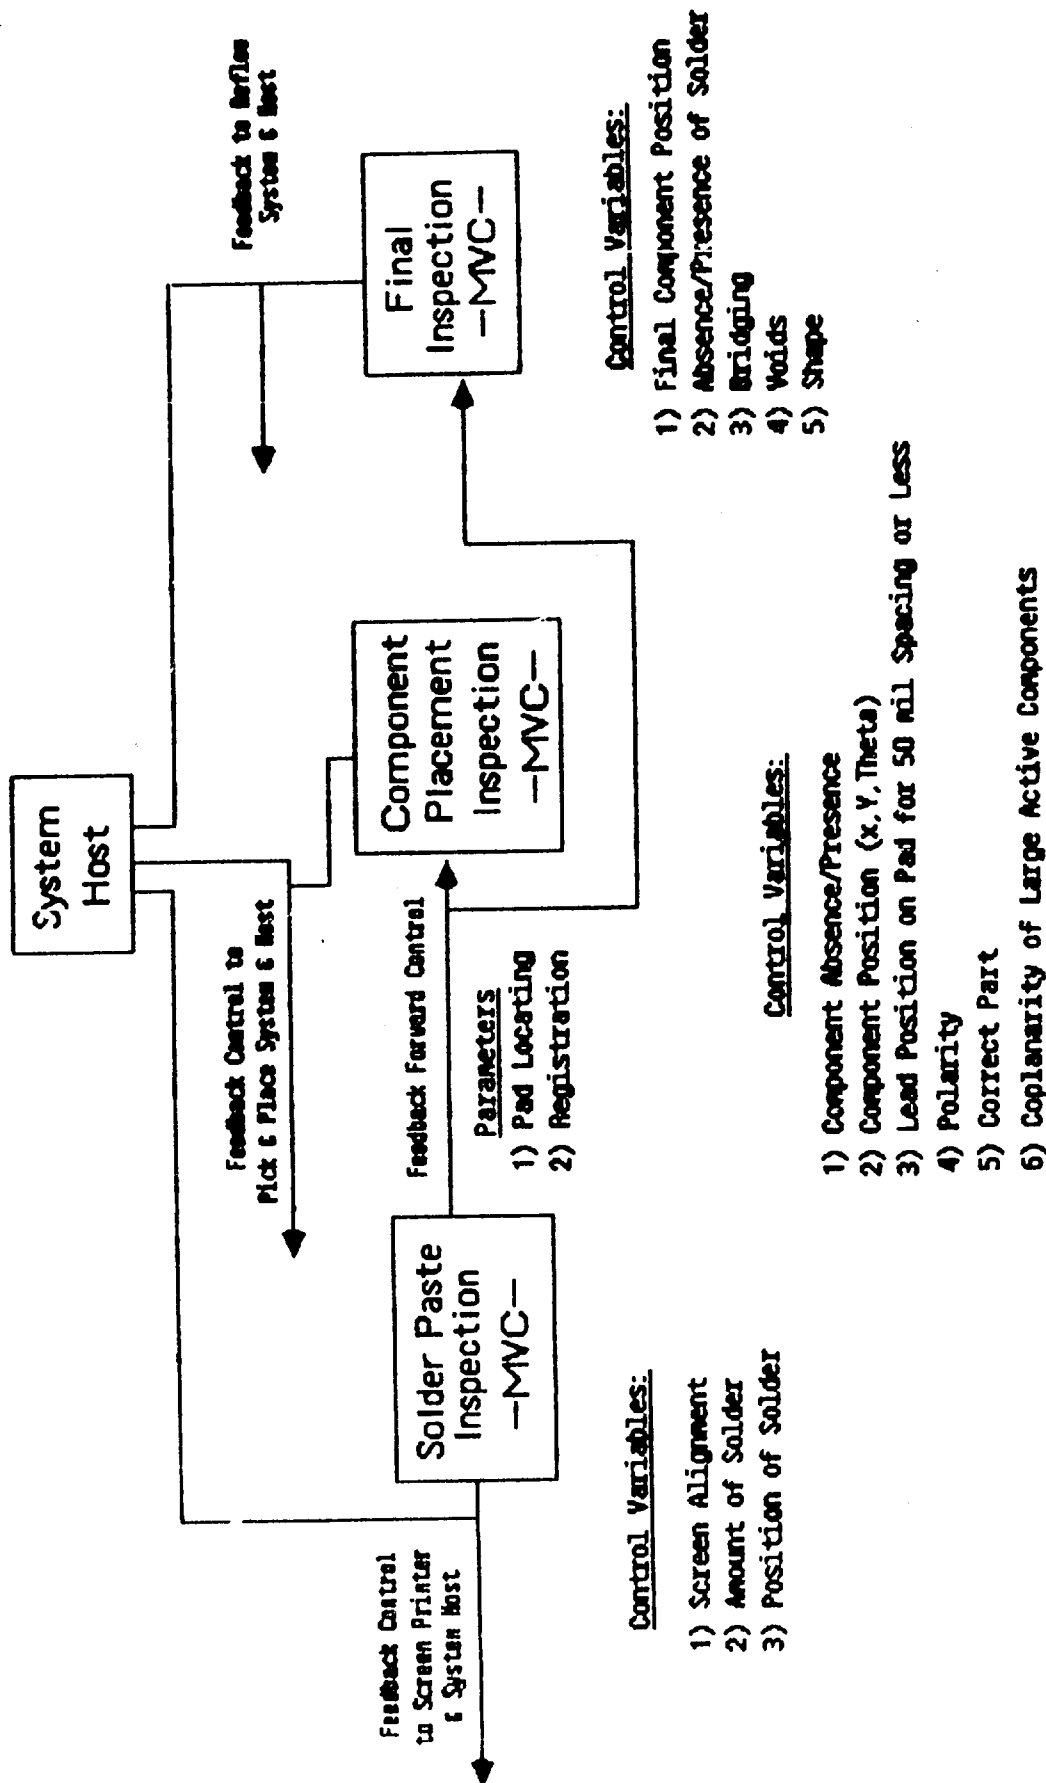 System
Host
Feedback to Reflow
System & Host
Feedback Control to
Pick & Place System & Host
Feedback Control
to Screen Printer
& System Host
Solder Paste
Inspection
—MVC—
Feedback Forward Control
Parameters
1) Pad Locating
2) Registration
Component
Placement
Inspection
—MVC—
Final
Inspection
—MVC—
Control Variables:
1) Screen Alignment
2) Amount of Solder
3) Position of Solder
Control Variables:
1) Component Absence/Presence
2) Component Position (x,Y,Theta)
3) Lead Position on Pad for 50 mil Spacing or Less
4) Polarity
5) Correct Part
6) Coplanarity of Large Active Components
Control Variables:
1) Final Component Position
2) Absence/Presence of Solder
3) Bridging
4) Voids
5) Shape